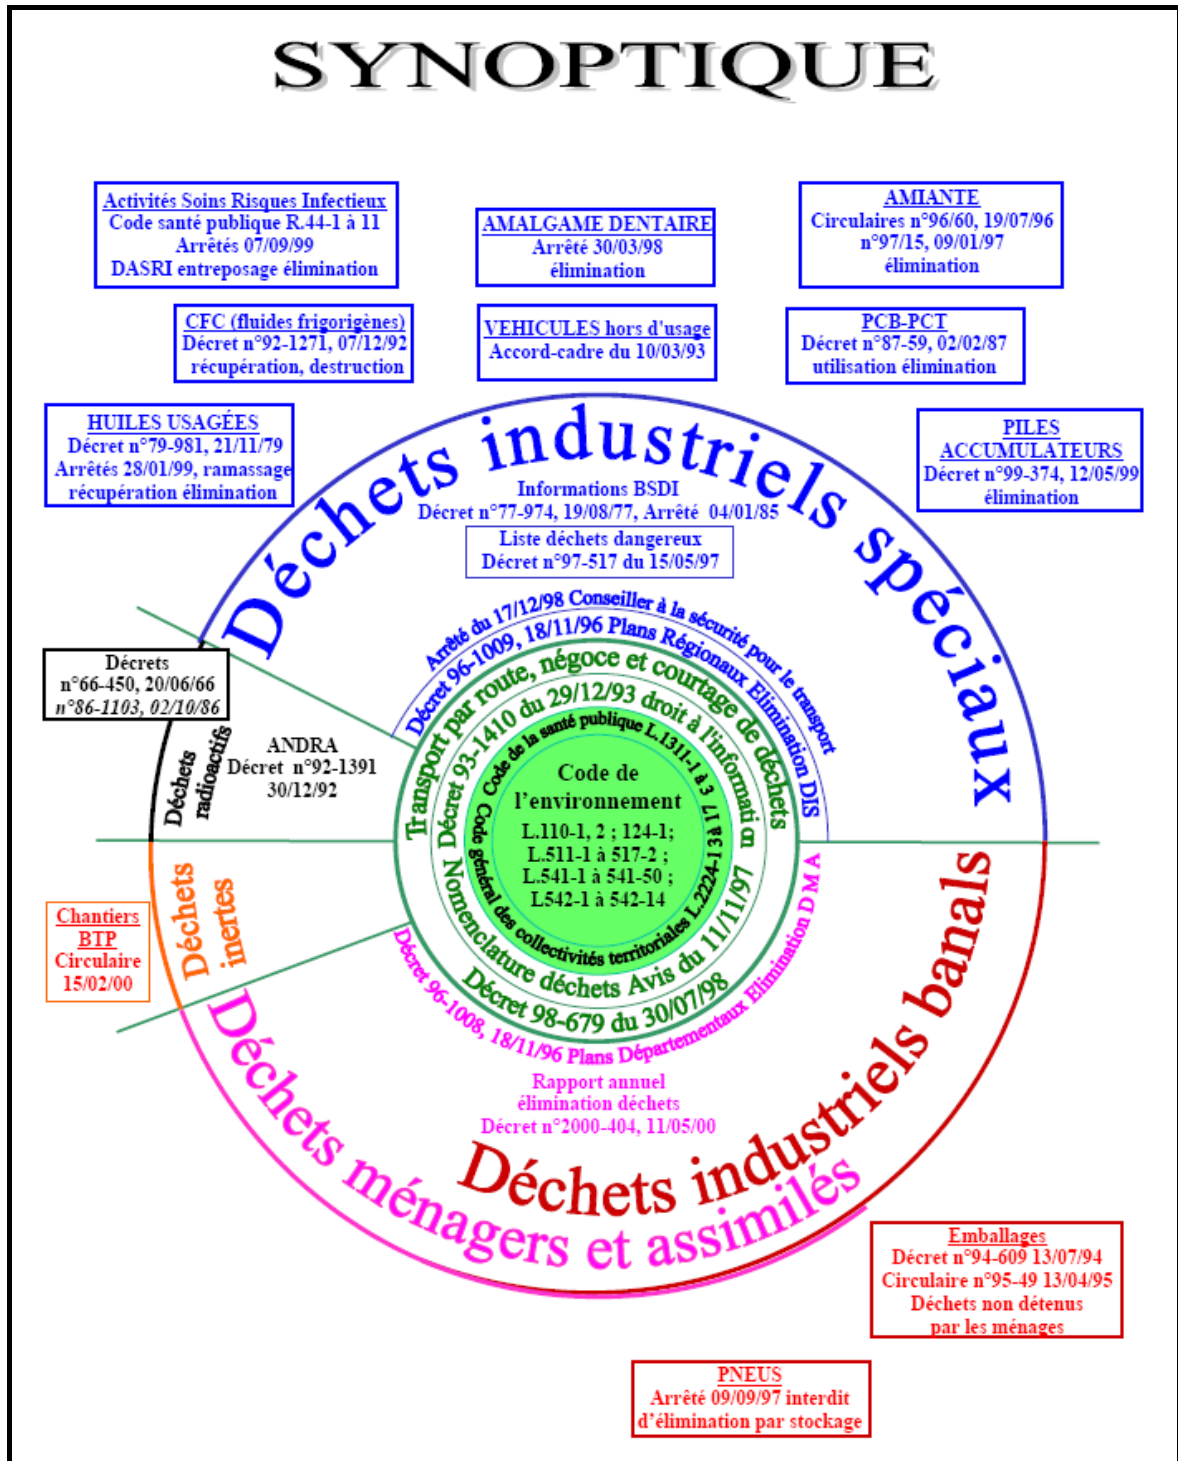 SYNOPTIQUE
Activités Soins Risques Infectieux
Code santé publique R.44-1 à 11
Arrêtés 07/09/99
DASRI entreposage élimination
AMALGAME DENTAIRE
Arrêté 30/03/98
élimination
AMIANTE
Circulaires n°96/60, 19/07/96
n°97/15, 09/01/97
élimination
CFC (fluides frigorigènes)
Décret n°92-1271, 07/12/92
récupération, destruction
VEHICULES hors d'usage
Accord-cadre du 10/03/93
PCB-PCT
Décret n°87-59, 02/02/87
utilisation élimination
HUILES USAGÉES
Décret n°79-981, 21/11/79
Arrêtés 28/01/99, ramassage
récupération élimination
PILES
ACCUMULATEURS
Décret n°99-374, 12/05/99
élimination
Déchets industriels spéciaux
Informations BSDI
Décret n°77-974, 19/08/77, Arrêté 04/01/85
Liste déchets dangereux
Décret n°97-517 du 15/05/97
Arrêté du 17/12/98 Conseiller à la sécurité pour le transport
Décret 96-1009, 18/11/96 Plans Régionaux Elimination DIS
Transport par route, négoce et courtage de déchets
Décret 93-1410 du 29/12/93 droit à l'information
Code de la santé publique L.1311-1 à 3
Code de
l'environnement
L.110-1, 2 ; 124-1;
L.511-1 à 517-2 ;
L.541-1 à 541-50 ;
L542-1 à 542-14
Code général des collectivités territoriales L.2224-13 à 17
Nomenclature déchets Avis du 11/11/97
Décret 98-679 du 30/07/98
Décret 96-1008, 18/11/96 Plans Départementaux Elimination DMA
Décrets
n°66-450, 20/06/66
n°86-1103, 02/10/86
Déchets
radioactifs
ANDRA
Décret n°92-1391
30/12/92
Déchets
inertes
Chantiers
BTP
Circulaire
15/02/00
Rapport annuel
élimination déchets
Décret n°2000-404, 11/05/00
Déchets industriels banals
Déchets ménagers et assimilés
Emballages
Décret n°94-609 13/07/94
Circulaire n°95-49 13/04/95
Déchets non détenus
par les ménages
PNEUS
Arrêté 09/09/97 interdit
d'élimination par stockage